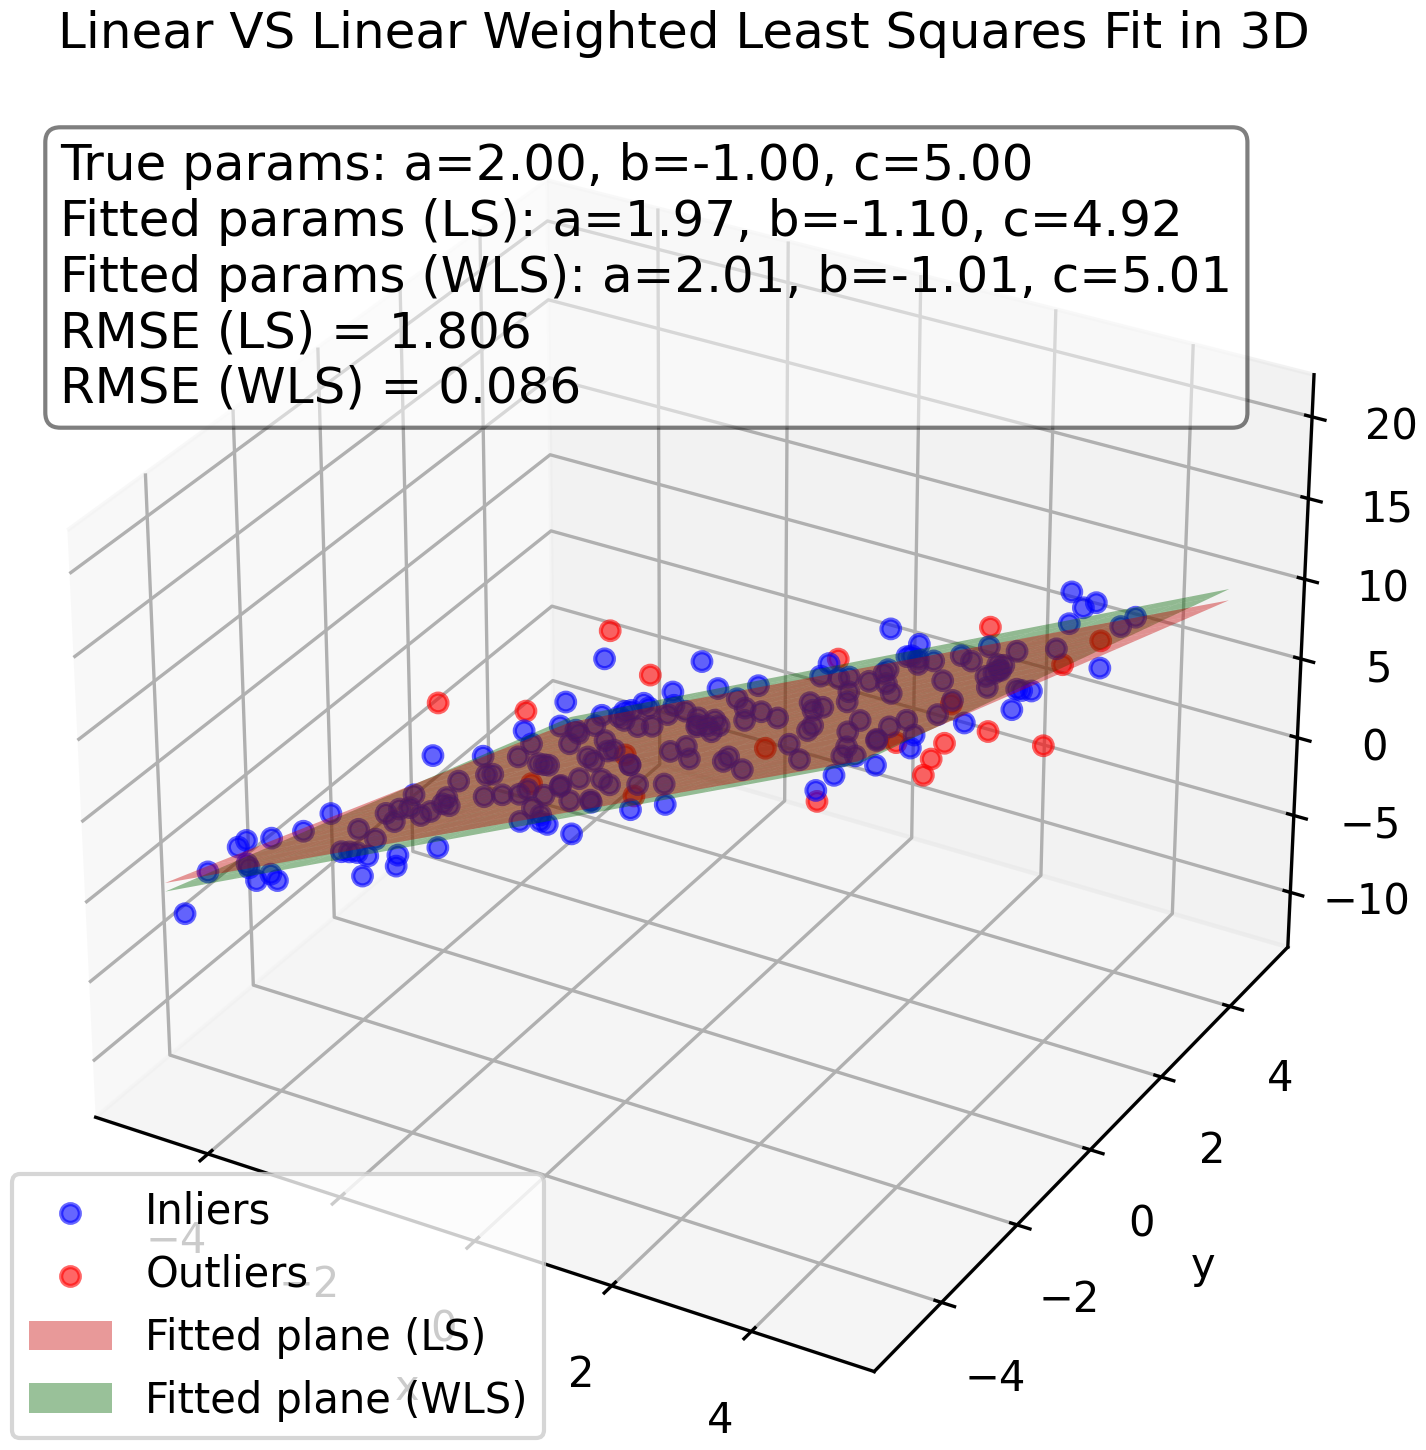 Linear VS Linear Weighted Least Squares Fit in 3D
True params: a=2.00, b=-1.00, c=5.00
Fitted params (LS): a=1.97, b=-1.10, c=4.92
Fitted params (WLS): a=2.01, b=-1.01, c=5.01
RMSE (LS) = 1.806
RMSE (WLS) = 0.086
20
15
10
5
0
−5
−10
4
2
0
−2
−4
y
−4
−2
0
2
4
x
Inliers
Outliers
Fitted plane (LS)
Fitted plane (WLS)